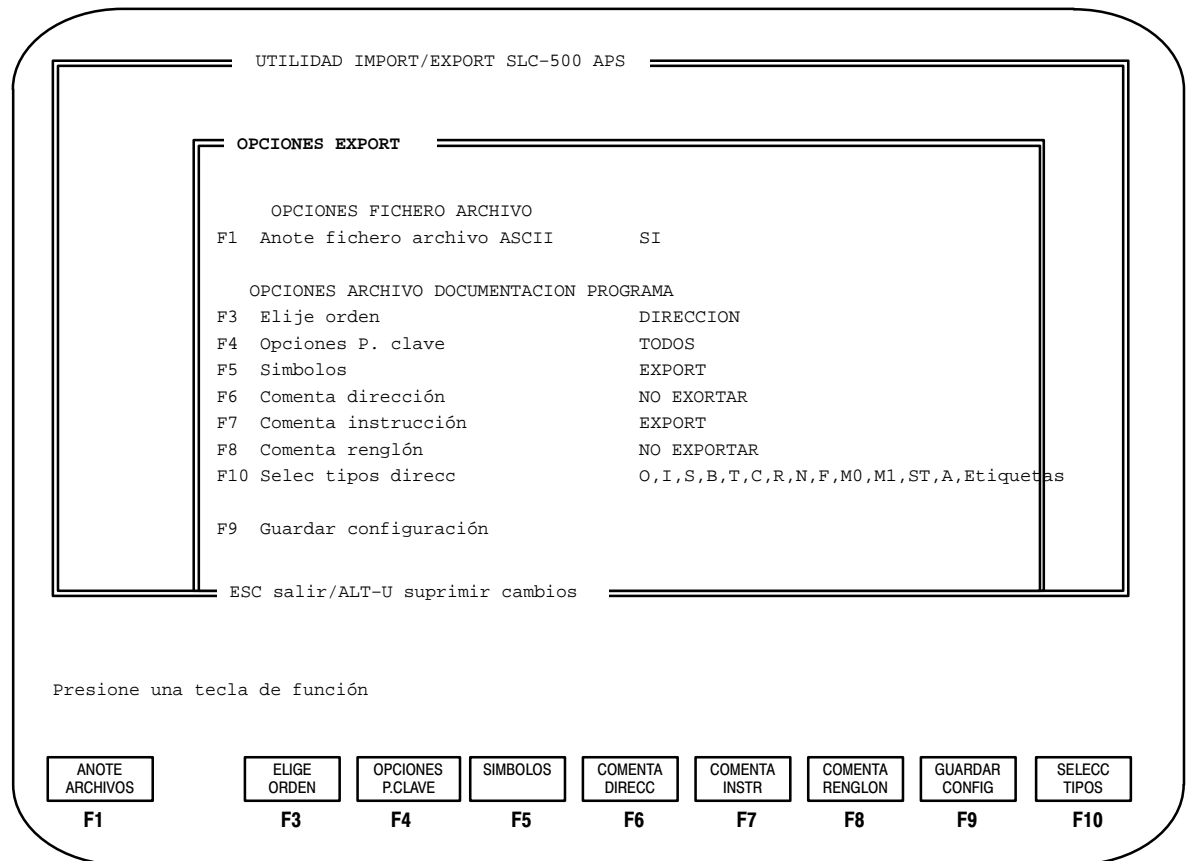 UTILIDAD IMPORT/EXPORT SLC-500 APS
OPCIONES EXPORT
OPCIONES FICHERO ARCHIVO
F1 Anote fichero archivo ASCII SI
OPCIONES ARCHIVO DOCUMENTACION PROGRAMA
F3 Elije orden DIRECCION
F4 Opciones P. clave TODOS
F5 Simbolos EXPORT
F6 Comenta dirección NO EXORTAR
F7 Comenta instrucción EXPORT
F8 Comenta renglón NO EXPORTAR
F10 Selec tipos direcc O,I,S,B,T,C,R,N,F,M0,M1,ST,A,Etiquetas
F9 Guardar configuración
ESC salir/ALT-U suprimir cambios
Presione una tecla de función
ANOTE ARCHIVOS
F1
ELIGE ORDEN
F3
OPCIONES P.CLAVE
F4
SIMBOLOS
F5
COMENTA DIRECC
F6
COMENTA INSTR
F7
COMENTA RENGLON
F8
GUARDAR CONFIG
F9
SELECC TIPOS
F10